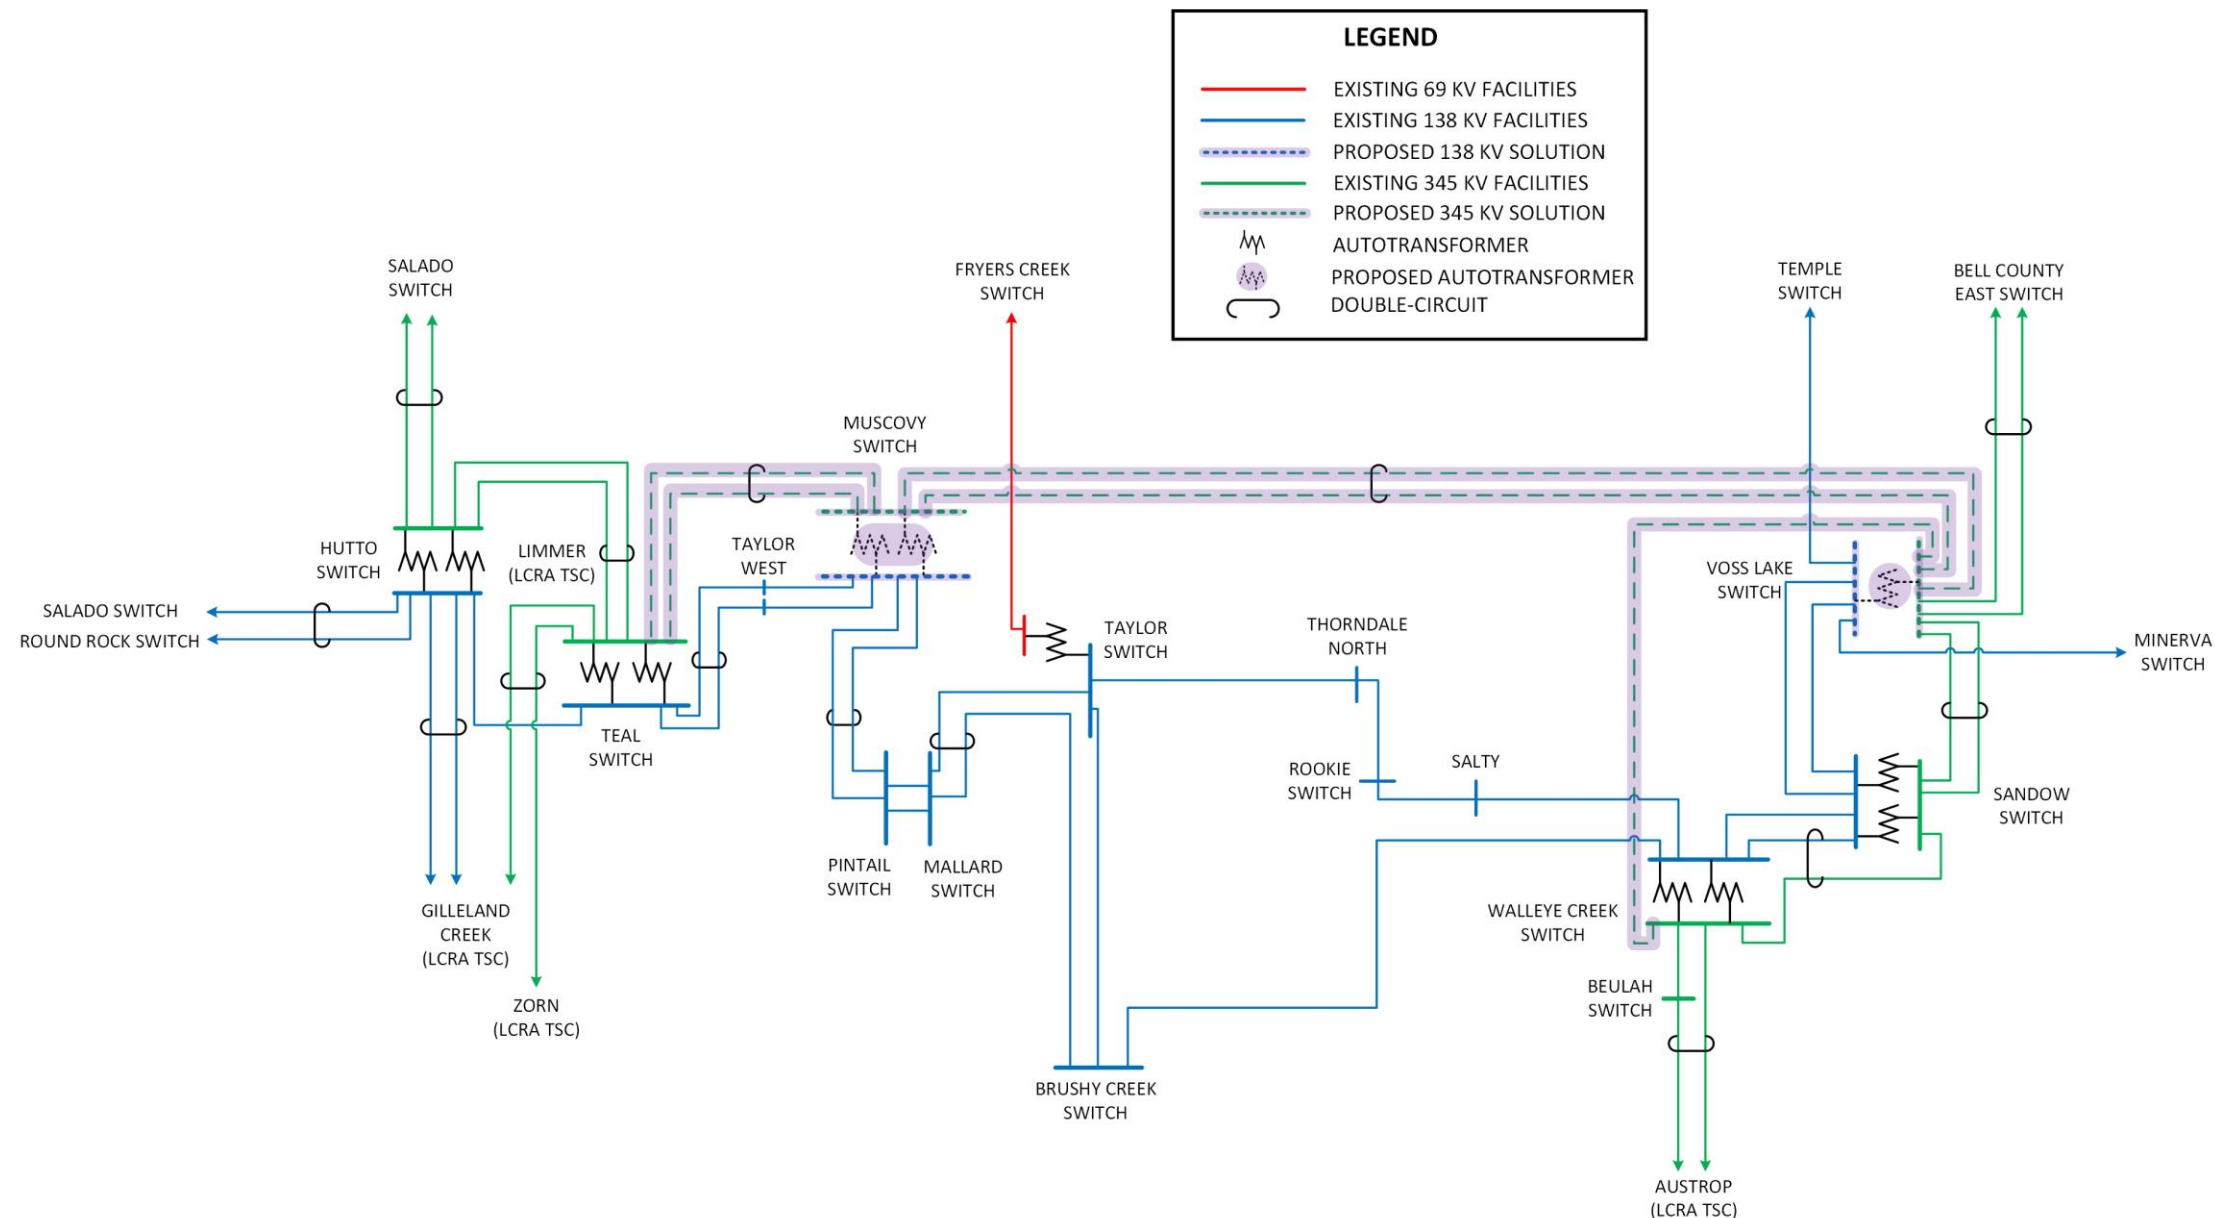 LEGEND
EXISTING 69 KV FACILITIES
EXISTING 138 KV FACILITIES
PROPOSED 138 KV SOLUTION
EXISTING 345 KV FACILITIES
PROPOSED 345 KV SOLUTION
AUTOTRANSFORMER
PROPOSED AUTOTRANSFORMER
DOUBLE-CIRCUIT
SALADO
SWITCH
FRYERS CREEK
SWITCH
TEMPLE
SWITCH
BELL COUNTY
EAST SWITCH
MUSCOVY
SWITCH
HUTTO
SWITCH
LIMMER
(LCRA TSC)
TAYLOR
WEST
VOSS LAKE
SWITCH
SALADO SWITCH
ROUND ROCK SWITCH
TAYLOR
SWITCH
THORNDALE
NORTH
MINERVA
SWITCH
TEAL
SWITCH
ROOKIE
SWITCH
SALTY
SANDOW
SWITCH
PINTAIL
SWITCH
MALLARD
SWITCH
GILLELAND
CREEK
(LCRA TSC)
WALLEYE CREEK
SWITCH
ZORN
(LCRA TSC)
BEULAH
SWITCH
BRUSHY CREEK
SWITCH
AUSTROP
(LCRA TSC)